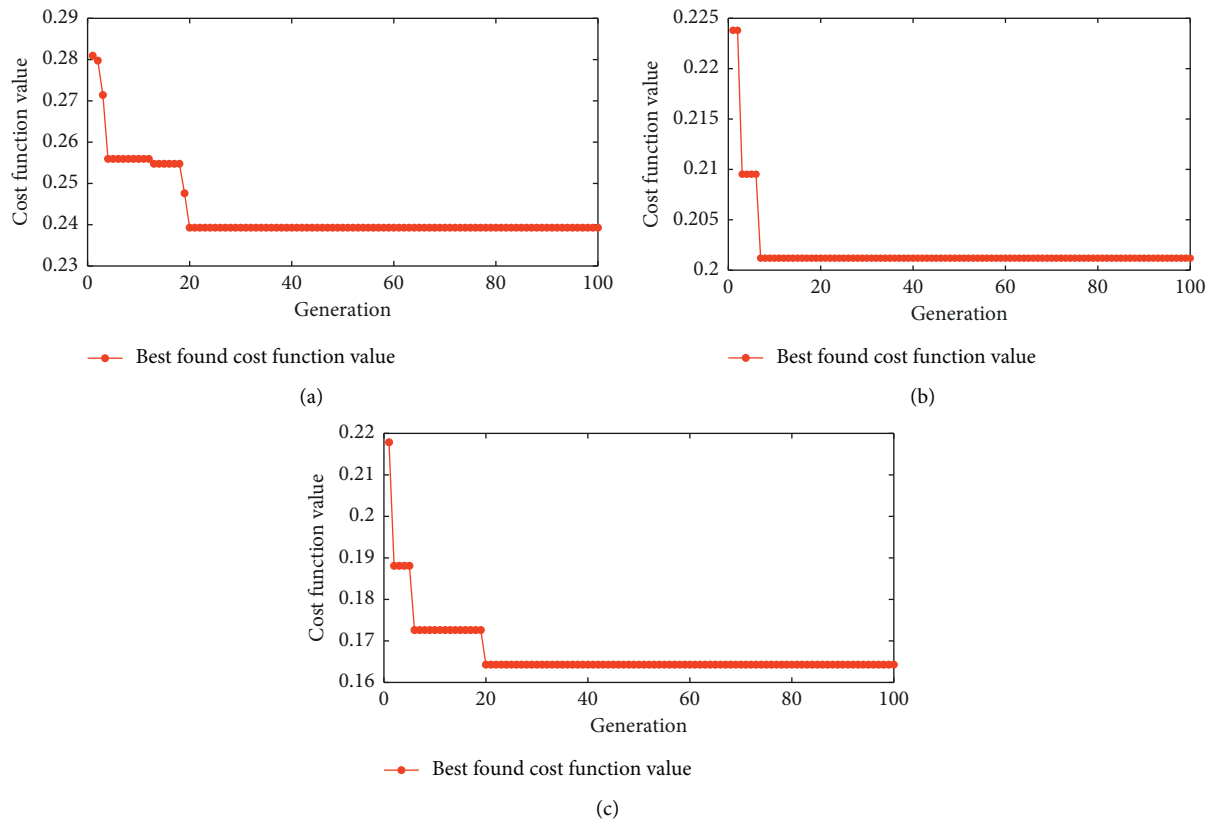 0.29
0.28
0.27
0.26
0.25
0.24
0.23
Cost function value
0 20 40 60 80 100
Generation
Best found cost function value
(a)
0.225
0.22
0.215
0.21
0.205
0.2
Cost function value
0 20 40 60 80 100
Generation
Best found cost function value
(b)
0.22
0.21
0.2
0.19
0.18
0.17
0.16
Cost function value
0 20 40 60 80 100
Generation
Best found cost function value
(c)